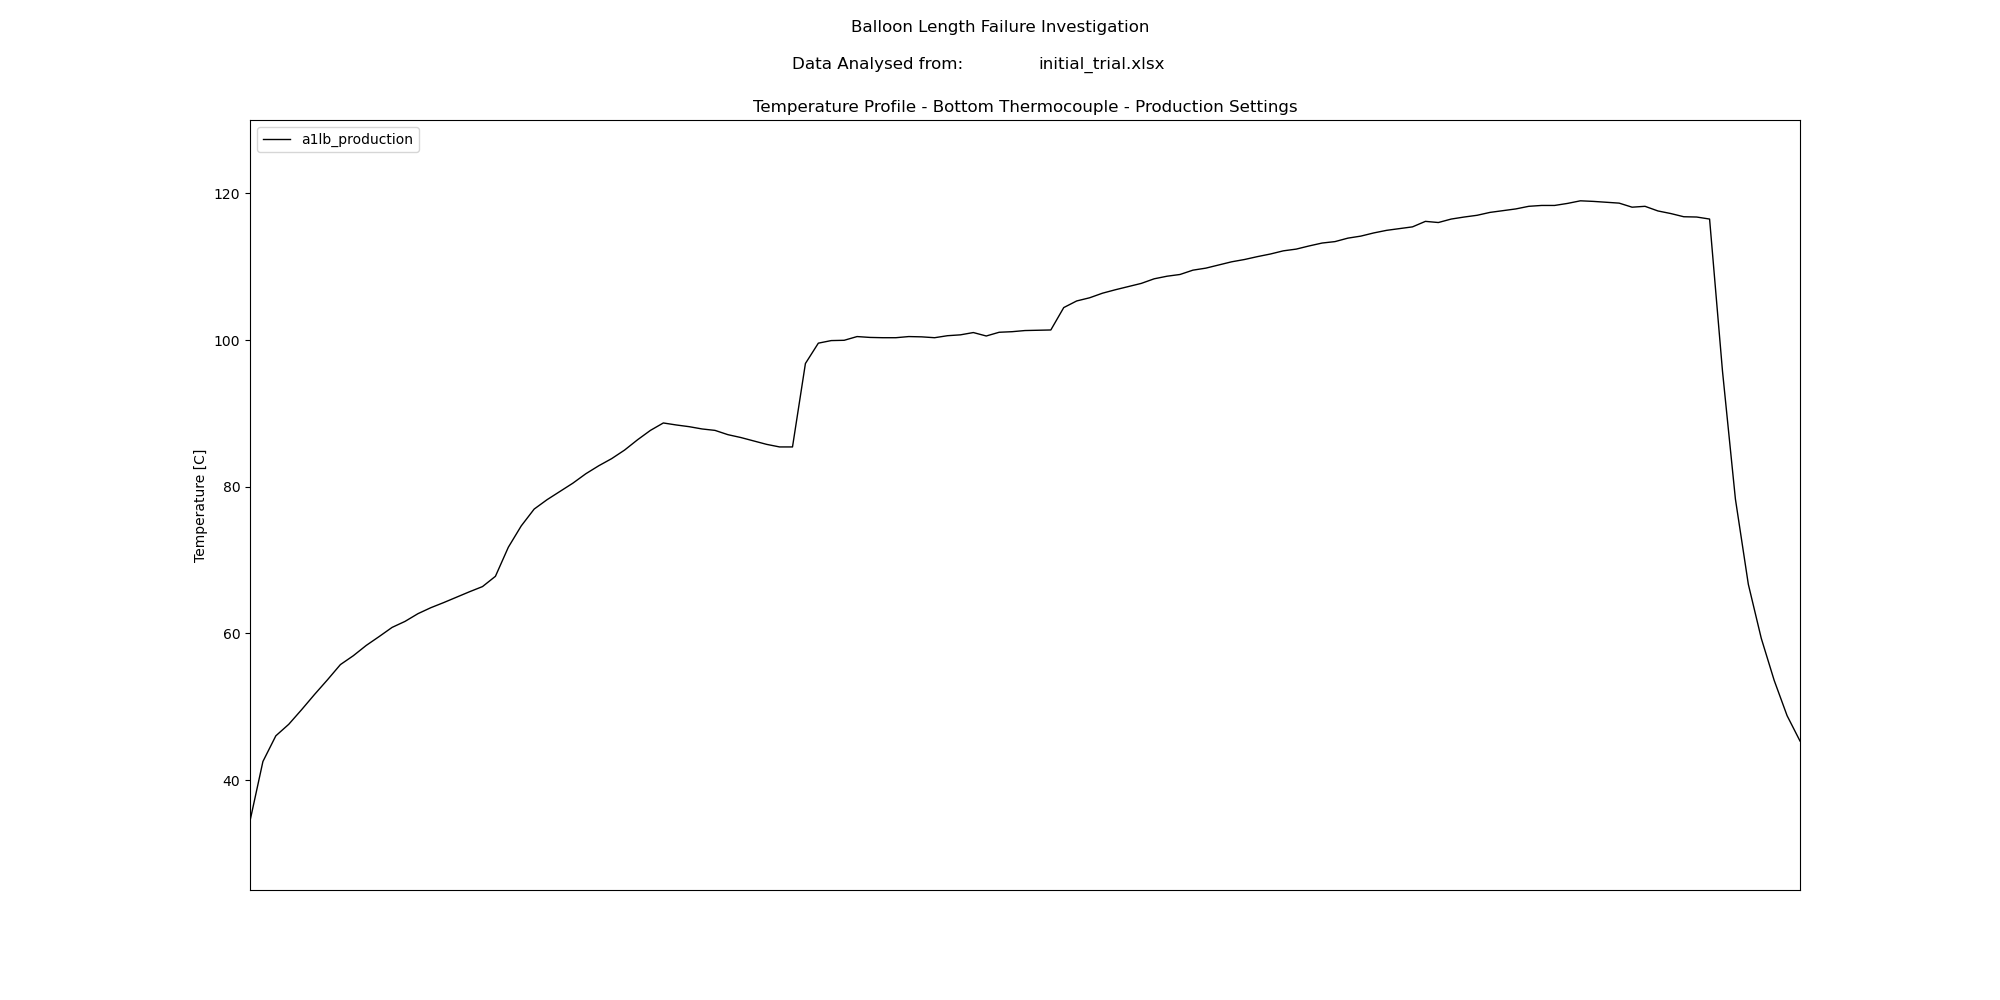 Balloon Length Failure Investigation
Data Analysed from: initial_trial.xlsx
Temperature Profile - Bottom Thermocouple - Production Settings
a1lb_production
120
100
80
60
40
Temperature [C]